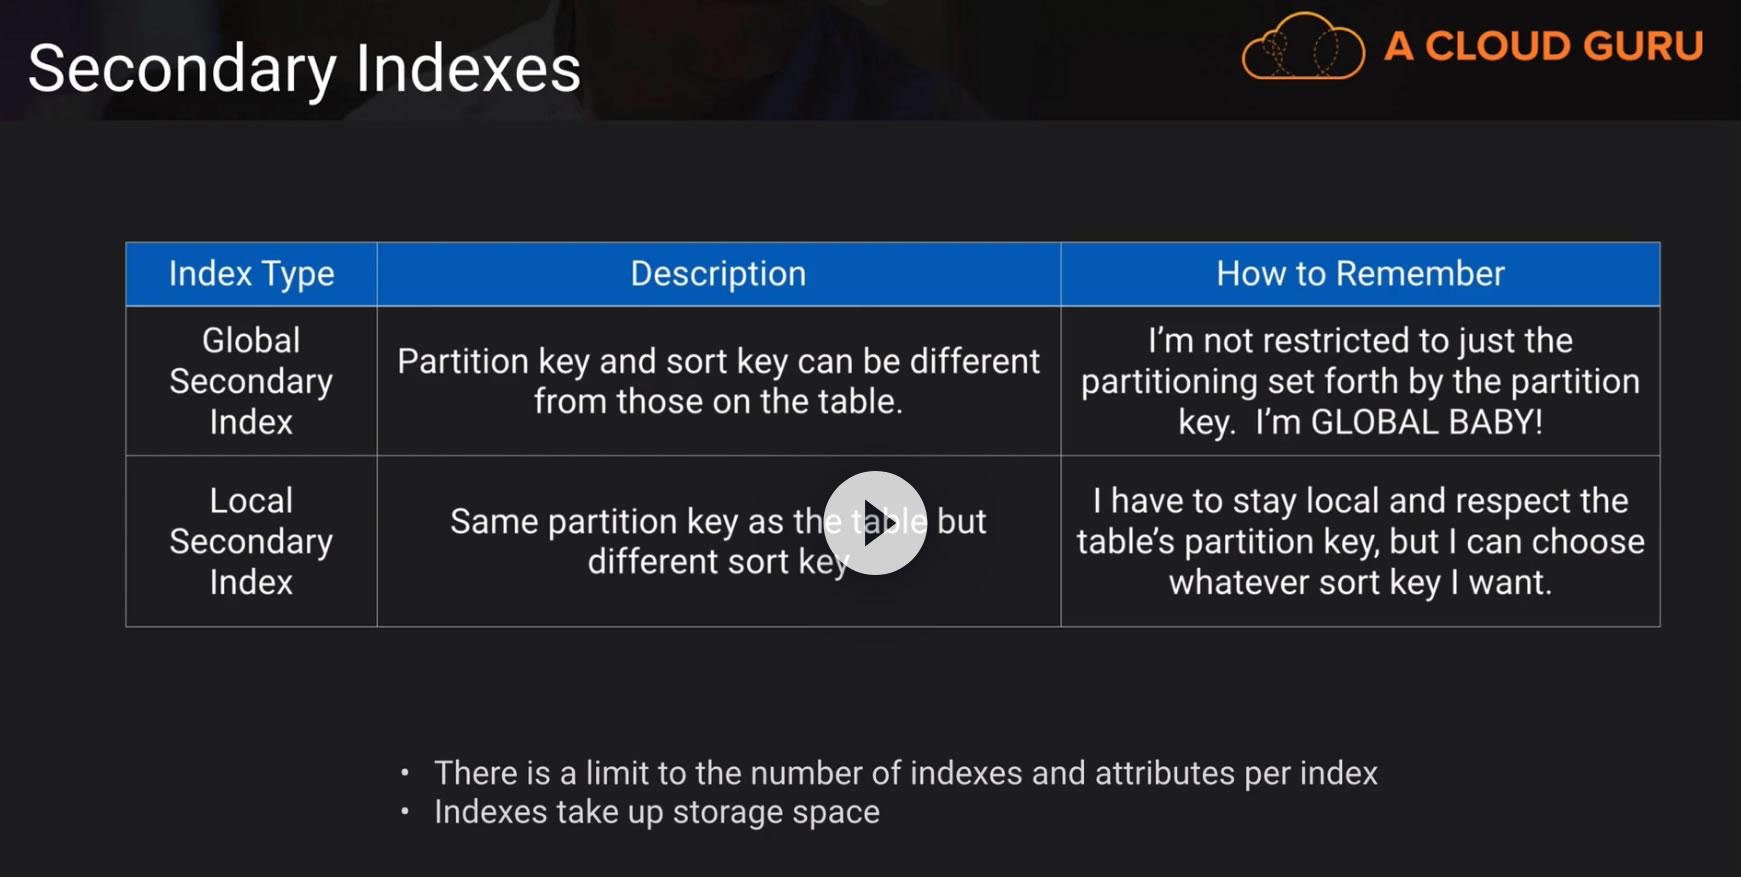 Secondary Indexes
A CLOUD GURU
Index Type
Description
How to Remember
Global
Secondary
Index
Partition key and sort key can be different
from those on the table.
I'm not restricted to just the
partitioning set forth by the partition
key.  I'm GLOBAL BABY!
Local
Secondary
Index
Same partition key as the table but
different sort key
I have to stay local and respect the
table's partition key, but I can choose
whatever sort key I want.
• There is a limit to the number of indexes and attributes per index
• Indexes take up storage space